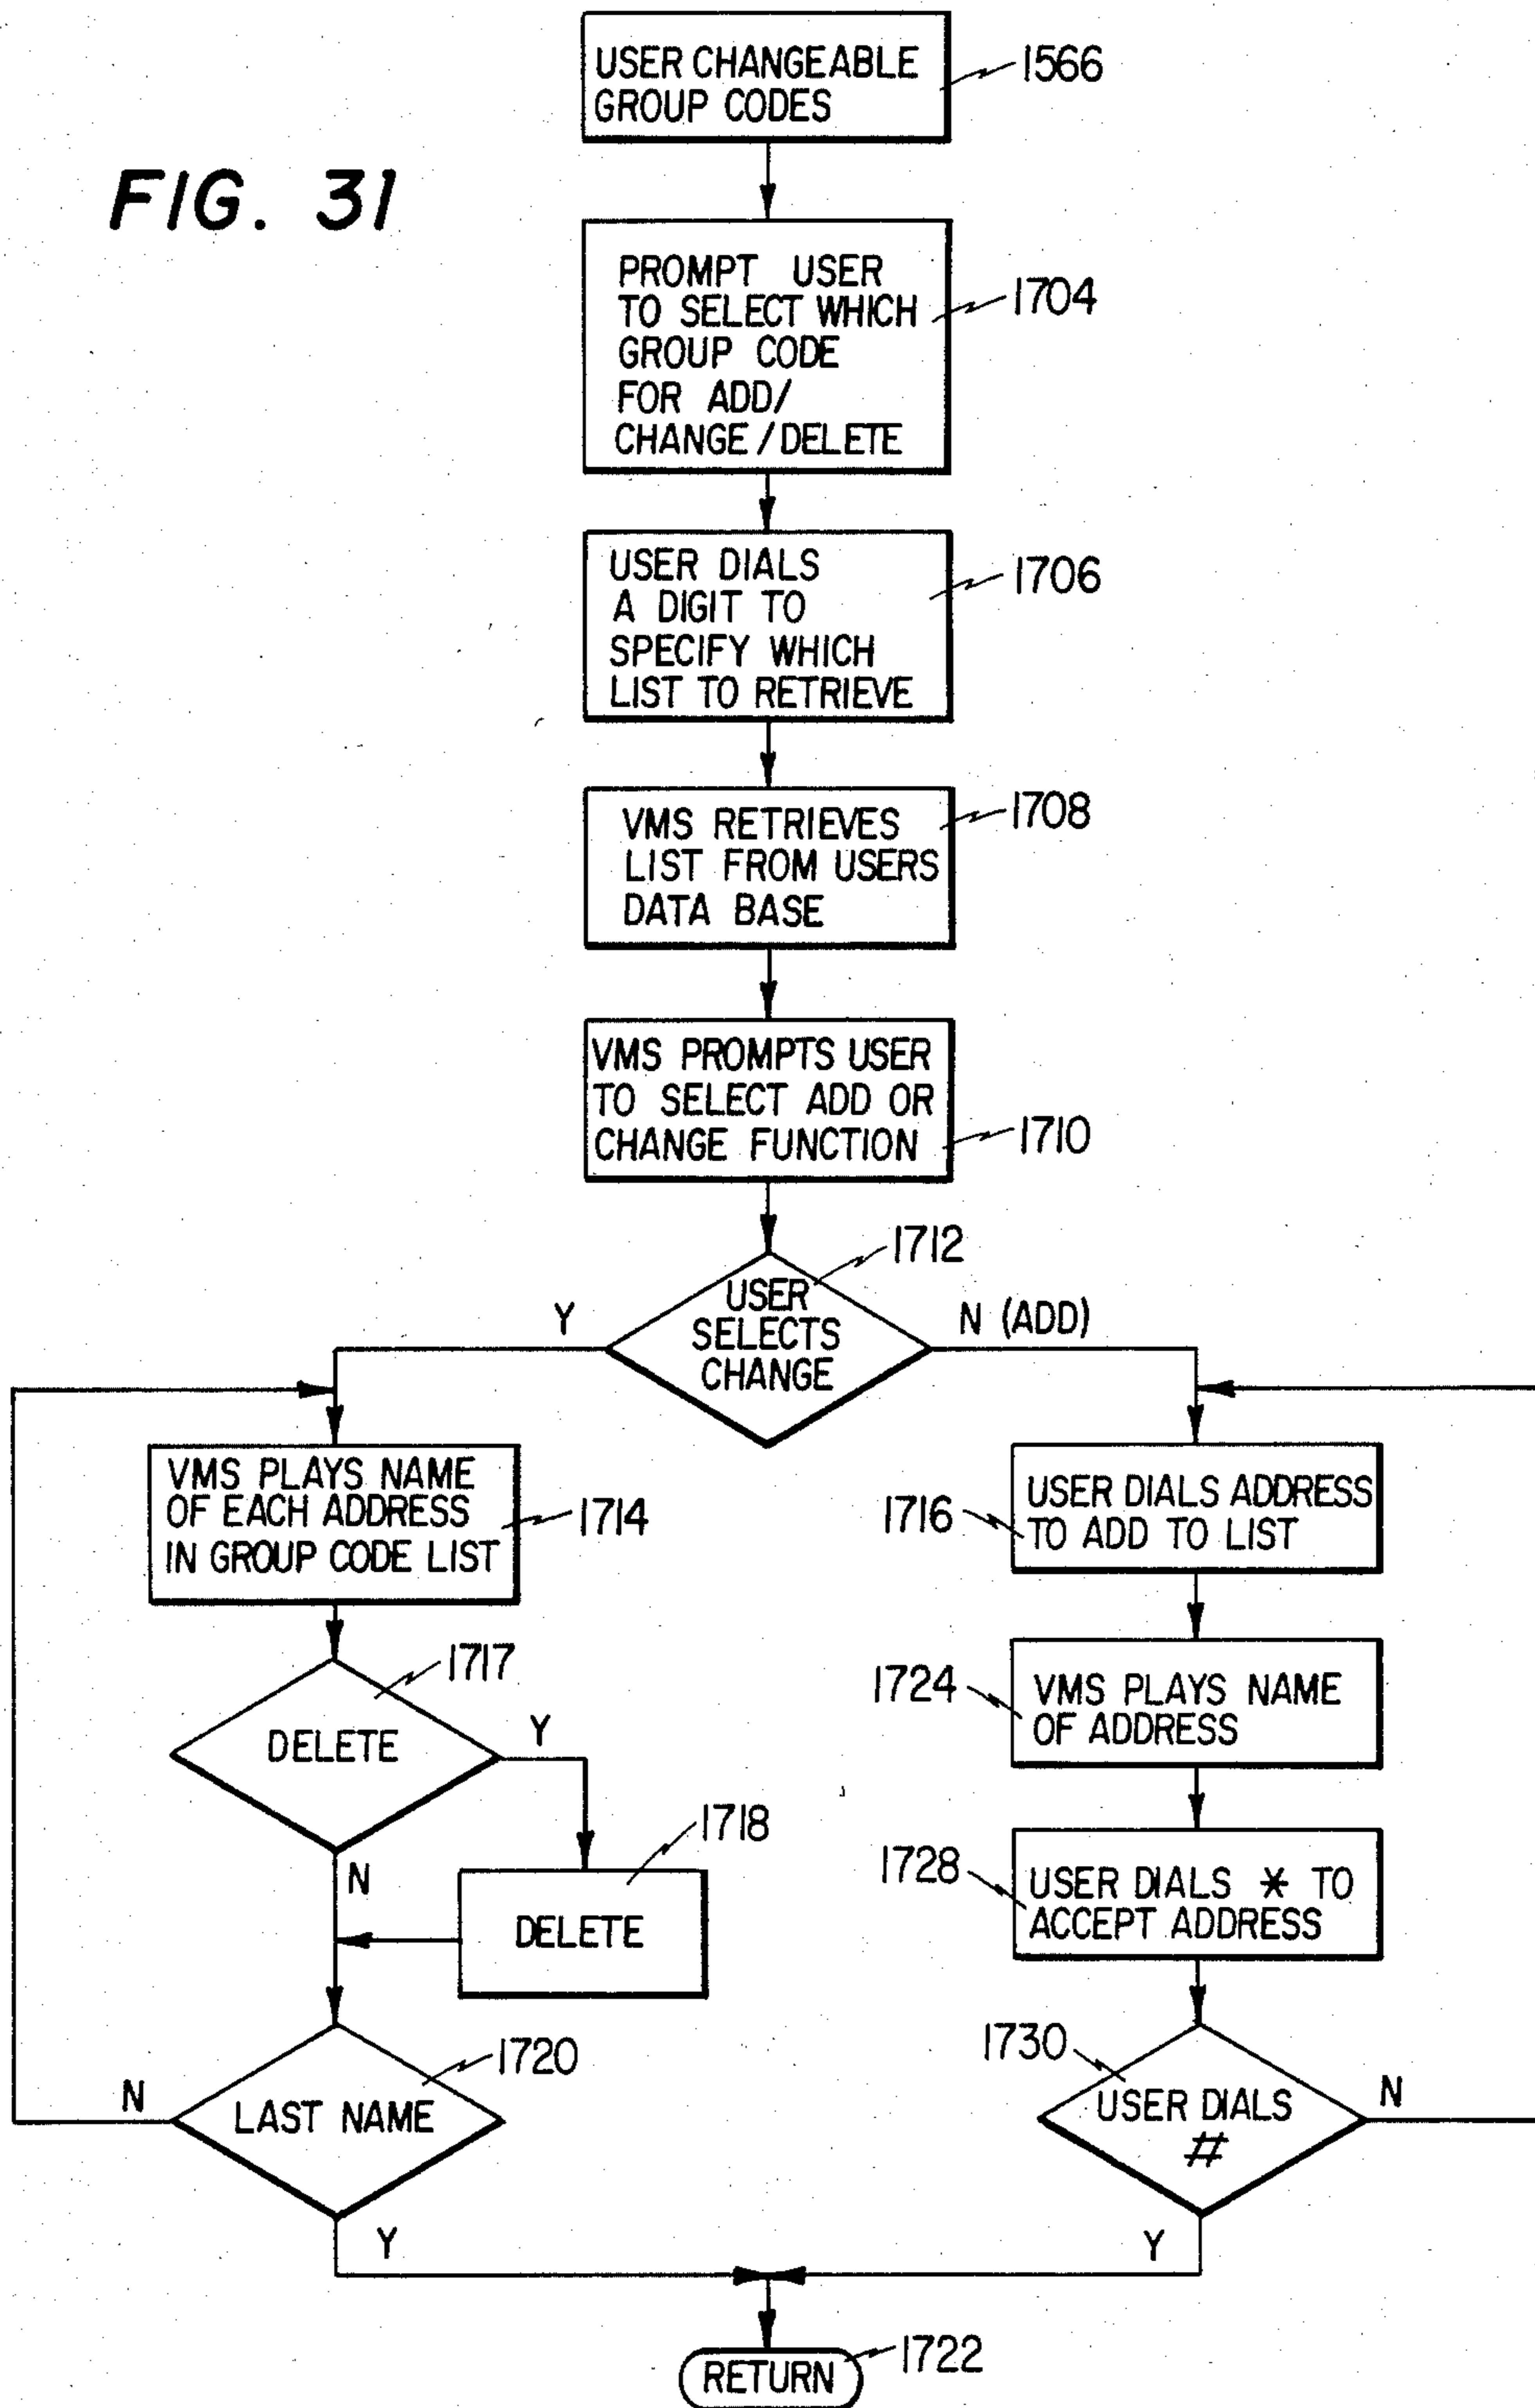 FIG. 31
USER CHANGEABLE
GROUP CODES
1566
PROMPT USER
TO SELECT WHICH
GROUP CODE
FOR ADD/
CHANGE/DELETE
1704
USER DIALS
A DIGIT TO
SPECIFY WHICH
LIST TO RETRIEVE
1706
VMS RETRIEVES
LIST FROM USERS
DATA BASE
1708
VMS PROMPTS USER
TO SELECT ADD OR
CHANGE FUNCTION
1710
1712
USER
SELECTS
CHANGE
Y
N (ADD)
VMS PLAYS NAME
OF EACH ADDRESS
IN GROUP CODE LIST
1714
1717
DELETE
Y
N
1718
DELETE
1720
LAST NAME
N
Y
1716
USER DIALS ADDRESS
TO ADD TO LIST
1724
VMS PLAYS NAME
OF ADDRESS
1728
USER DIALS * TO
ACCEPT ADDRESS
1730
USER DIALS
#
N
Y
RETURN
1722